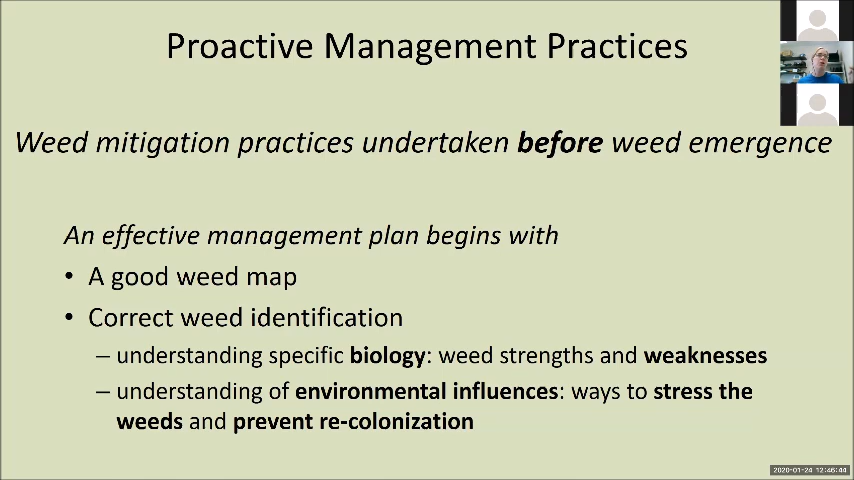 Proactive Management Practices
Weed mitigation practices undertaken before weed emergence
An effective management plan begins with
• A good weed map
• Correct weed identification
– understanding specific biology: weed strengths and weaknesses
– understanding of environmental influences: ways to stress the
weeds and prevent re-colonization
2020-01-24 12:46:44